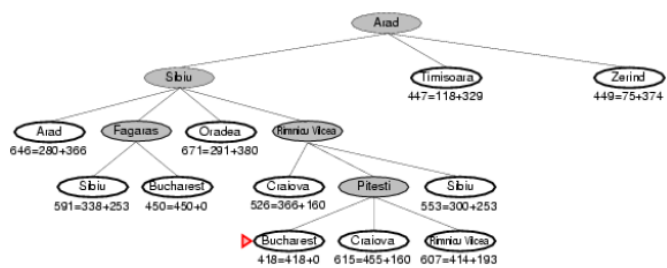 Arad
Sibiu
Timisoara
Zerind
447=118+329
449=75+374
Arad
Fagaras
Oradea
Rimnicu Vilcea
646=280+366
671=291+380
Sibiu
Bucharest
Craiova
Pitesti
Sibiu
591=338+253
450=450+0
526=366+160
553=300+253
Bucharest
Craiova
Rimnicu Vilcea
418=418+0
615=455+160
607=414+193